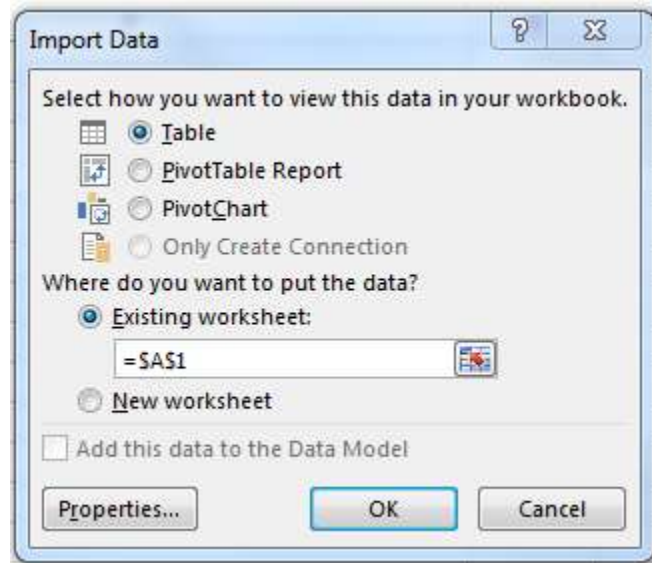 Import Data
Select how you want to view this data in your workbook.
Table
PivotTable Report
PivotChart
Only Create Connection
Where do you want to put the data?
Existing worksheet:
=$A$1
New worksheet
Add this data to the Data Model
Properties...
OK
Cancel